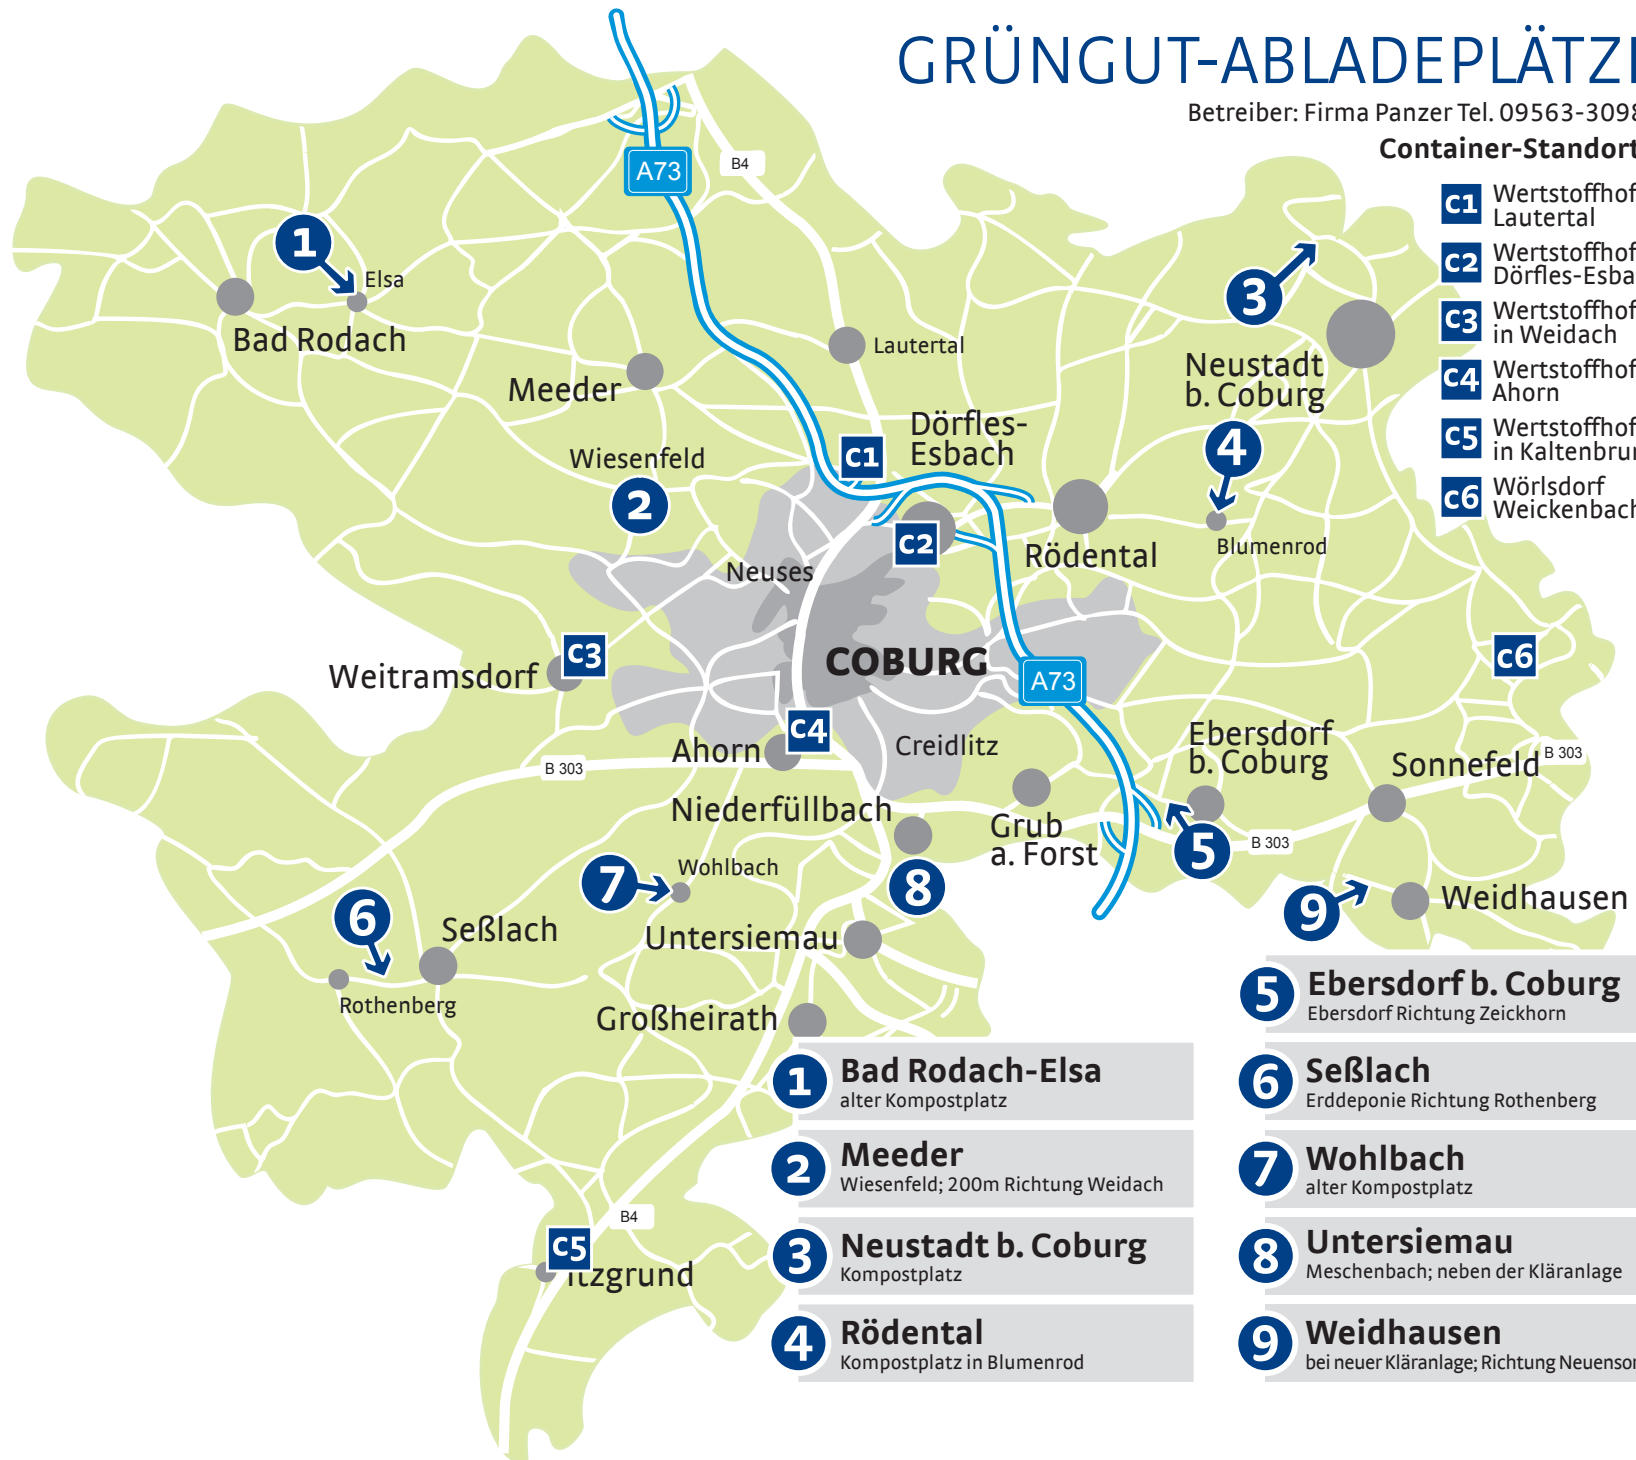 GRÜNGUT-ABLADEPLÄTZE
Betreiber: Firma Panzer Tel. 09563-3098
Container-Standort
c1 Wertstoffhof
Lautertal
c2 Wertstoffhof
Dörfles-Esba
c3 Wertstoffhof
in Weidach
c4 Wertstoffhof
Ahorn
c5 Wertstoffhof
in Kaltenbrun
c6 Wörlsdorf
Weickenbach
A73
B4
1
Elsa
Bad Rodach
3
Lautertal
Neustadt
b. Coburg
Meeder
Dörfles-
Esbach
4
Wiesenfeld
c1
2
c2
Rödental
Blumenrod
Neuses
COBURG
c3
Weitramsdorf
A73
c6
c4
Ahorn
Creidlitz
Ebersdorf
b. Coburg
Sonnefeld
B 303
B 303
Niederfüllbach
Grub
a. Forst
5
B 303
Wohlbach
7
8
9
Weidhausen
6
Seßlach
Untersiemau
Rothenberg
Großheirath
B4
c5
Itzgrund
1 Bad Rodach-Elsa
alter Kompostplatz
2 Meeder
Wiesenfeld; 200m Richtung Weidach
3 Neustadt b. Coburg
Kompostplatz
4 Rödental
Kompostplatz in Blumenrod
5 Ebersdorf b. Coburg
Ebersdorf Richtung Zeickhorn
6 Seßlach
Erddeponie Richtung Rothenberg
7 Wohlbach
alter Kompostplatz
8 Untersiemau
Meschenbach; neben der Kläranlage
9 Weidhausen
bei neuer Kläranlage; Richtung Neuensor